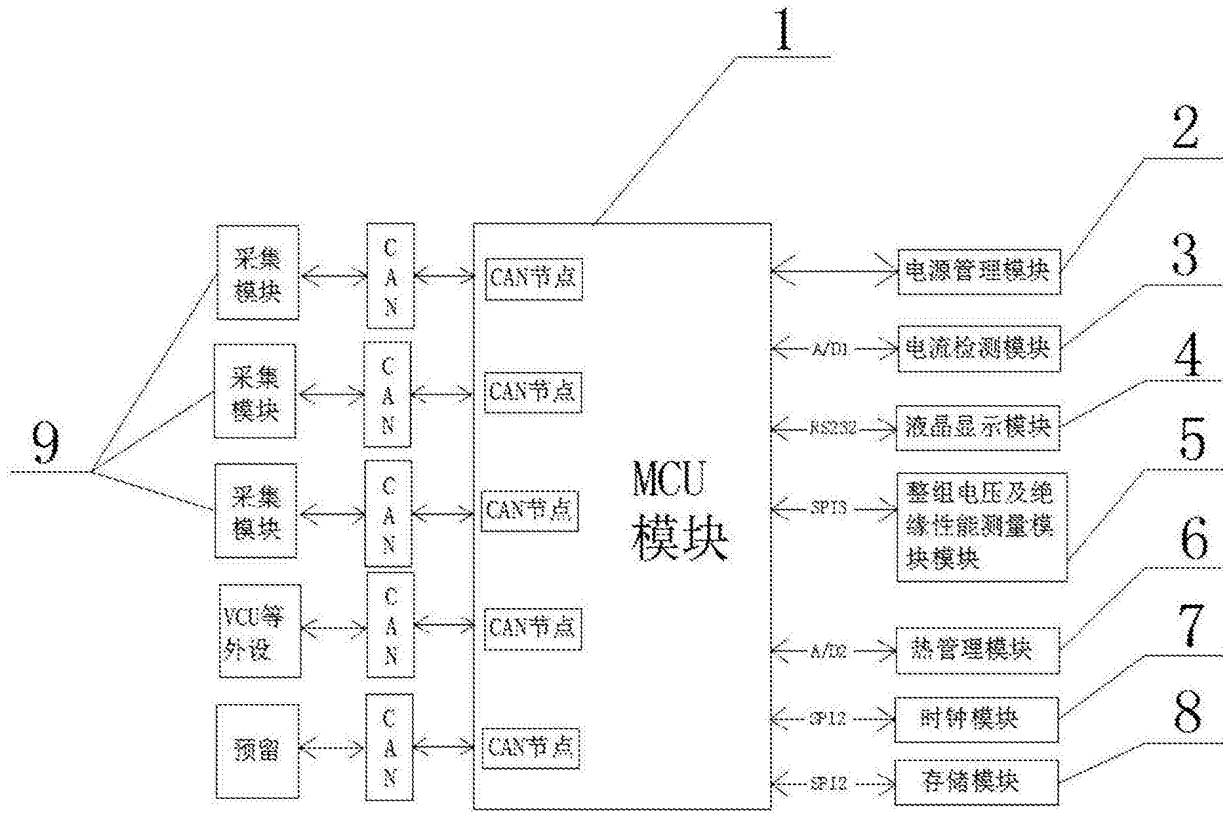 1
2
3
4
5
6
7
8
9
采集
模块
采集
模块
采集
模块
VCU等
外设
预留
CAN
CAN
CAN
CAN
CAN
CAN节点
CAN节点
CAN节点
CAN节点
CAN节点
MCU
模块
A/D1
RS232
SPI3
A/D2
SPI2
SPI2
电源管理模块
电流检测模块
液晶显示模块
整组电压及绝
缘性能测量模
块模块
热管理模块
时钟模块
存储模块